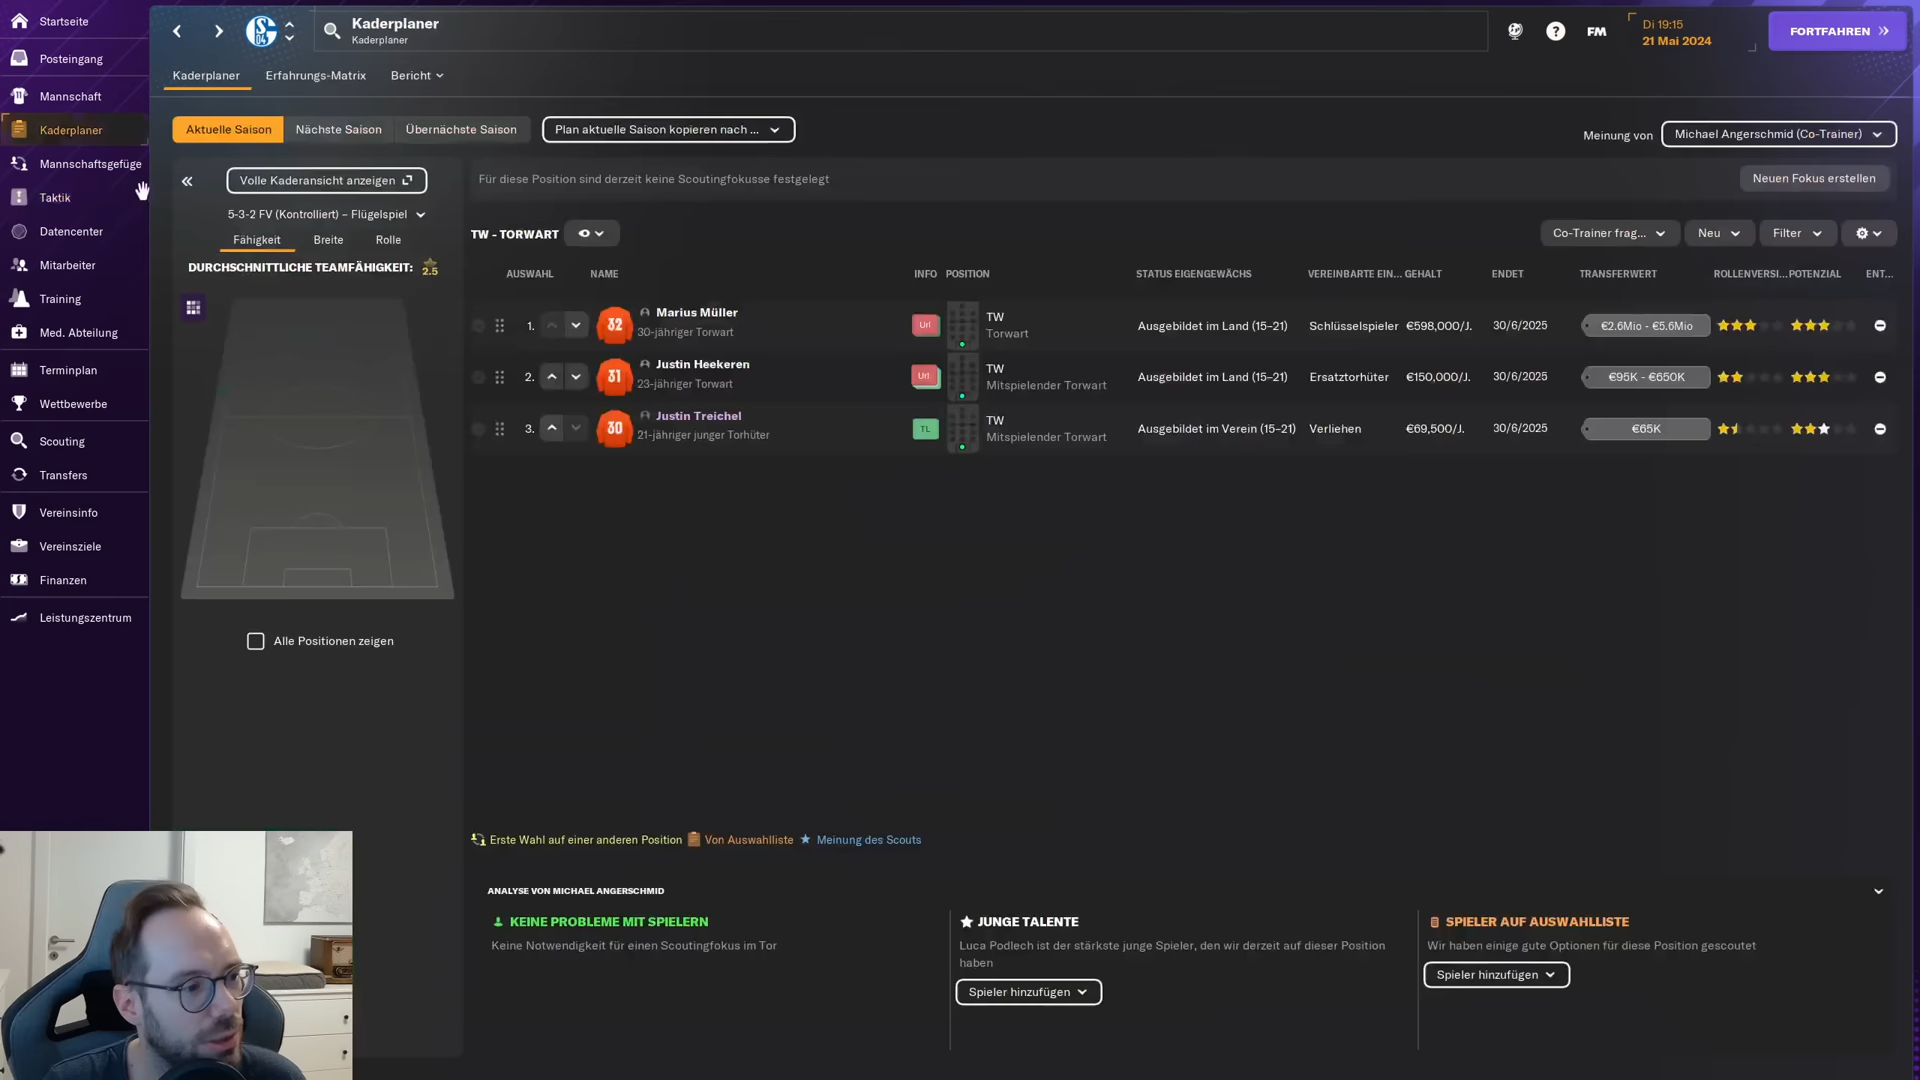 Startseite
Posteingang
Mannschaft
Kaderplaner
Mannschaftsgefüge
Taktik
Datencenter
Mitarbeiter
Training
Med. Abteilung
Terminplan
Wettbewerbe
Scouting
Transfers
Vereinsinfo
Vereinsziele
Finanzen
Leistungszentrum
Kaderplaner
Kaderplaner
FM
Di 19:15
21 Mai 2024
FORTFAHREN
Kaderplaner Erfahrungs-Matrix Bericht
Aktuelle Saison Nächste Saison Übernächste Saison Plan aktuelle Saison kopieren nach ...
Meinung von Michael Angerschmid (Co-Trainer)
Volle Kaderansicht anzeigen
5-3-2 FV (Kontrolliert) – Flügelspiel
Fähigkeit Breite Rolle
DURCHSCHNITTLICHE TEAMFÄHIGKEIT: 2.5
Alle Positionen zeigen
Für diese Position sind derzeit keine Scoutingfokusse festgelegt
Neuen Fokus erstellen
TW - TORWART
Co-Trainer frag... Neu Filter
AUSWAHL NAME INFO POSITION STATUS EIGENGEWÄCHS VEREINBARTE EIN... GEHALT ENDET TRANSFERWERT ROLLENVERSI... POTENZIAL ENT...
1. 32 Marius Müller Url TW Ausgebildet im Land (15-21) Schlüsselspieler €598,000/J. 30/6/2025 €2.6Mio - €5.6Mio
30-jähriger Torwart Torwart
2. 31 Justin Heekeren Url TW Ausgebildet im Land (15-21) Ersatztorhüter €150,000/J. 30/6/2025 €95K - €650K
23-jähriger Torwart Mitspielender Torwart
3. 30 Justin Treichel TL TW Ausgebildet im Verein (15-21) Verliehen €69,500/J. 30/6/2025 €65K
21-jähriger junger Torhüter Mitspielender Torwart
Erste Wahl auf einer anderen Position Von Auswahlliste Meinung des Scouts
ANALYSE VON MICHAEL ANGERSCHMID
KEINE PROBLEME MIT SPIELERN
Keine Notwendigkeit für einen Scoutingfokus im Tor
JUNGE TALENTE
Luca Podlech ist der stärkste junge Spieler, den wir derzeit auf dieser Position
haben
Spieler hinzufügen
SPIELER AUF AUSWAHLLISTE
Wir haben einige gute Optionen für diese Position gescoutet
Spieler hinzufügen